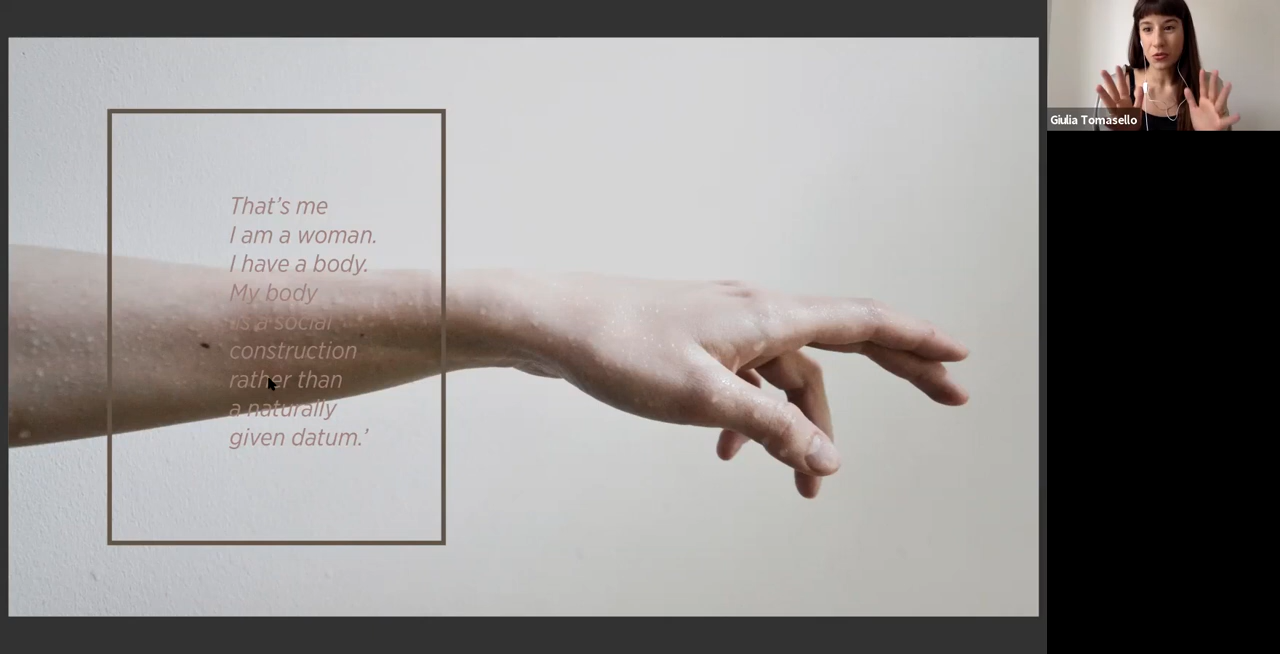 That’s me
I am a woman.
I have a body.
My body
is a social
construction
rather than
a naturally
given datum.’
Giulia Tomasello